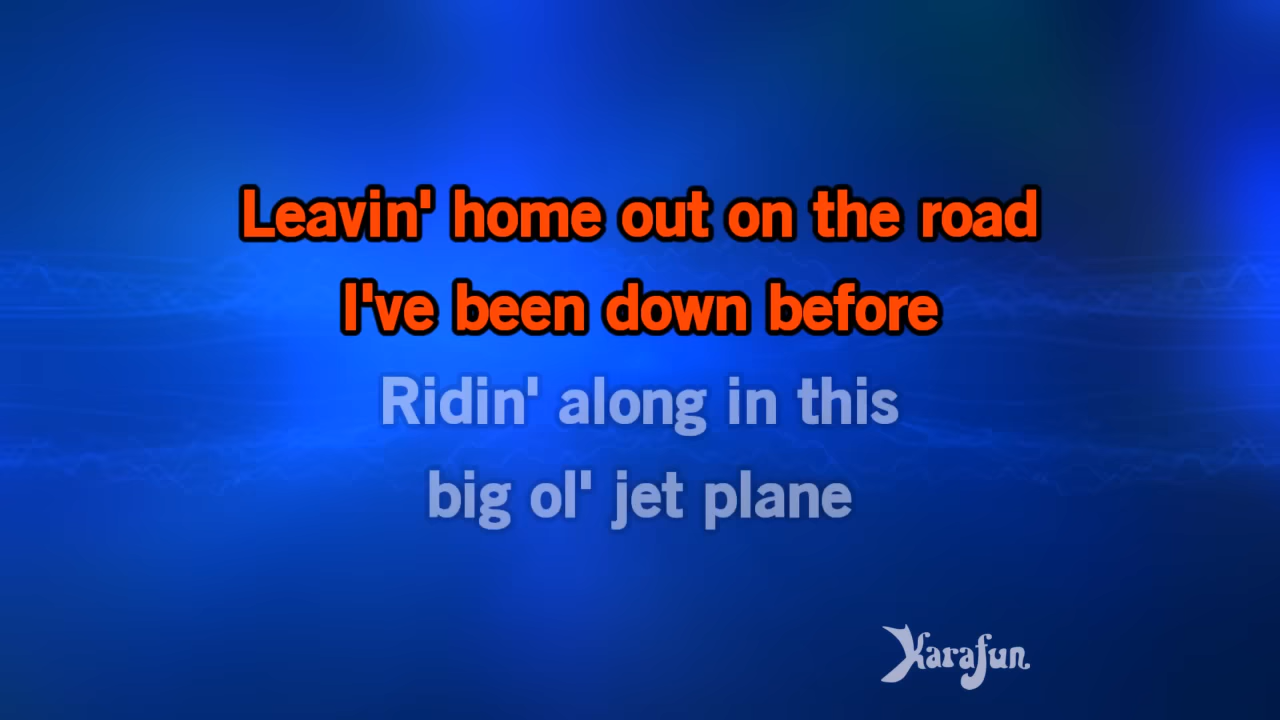 Leavin' home out on the road
I've been down before
Ridin' along in this
big ol' jet plane
Karafun